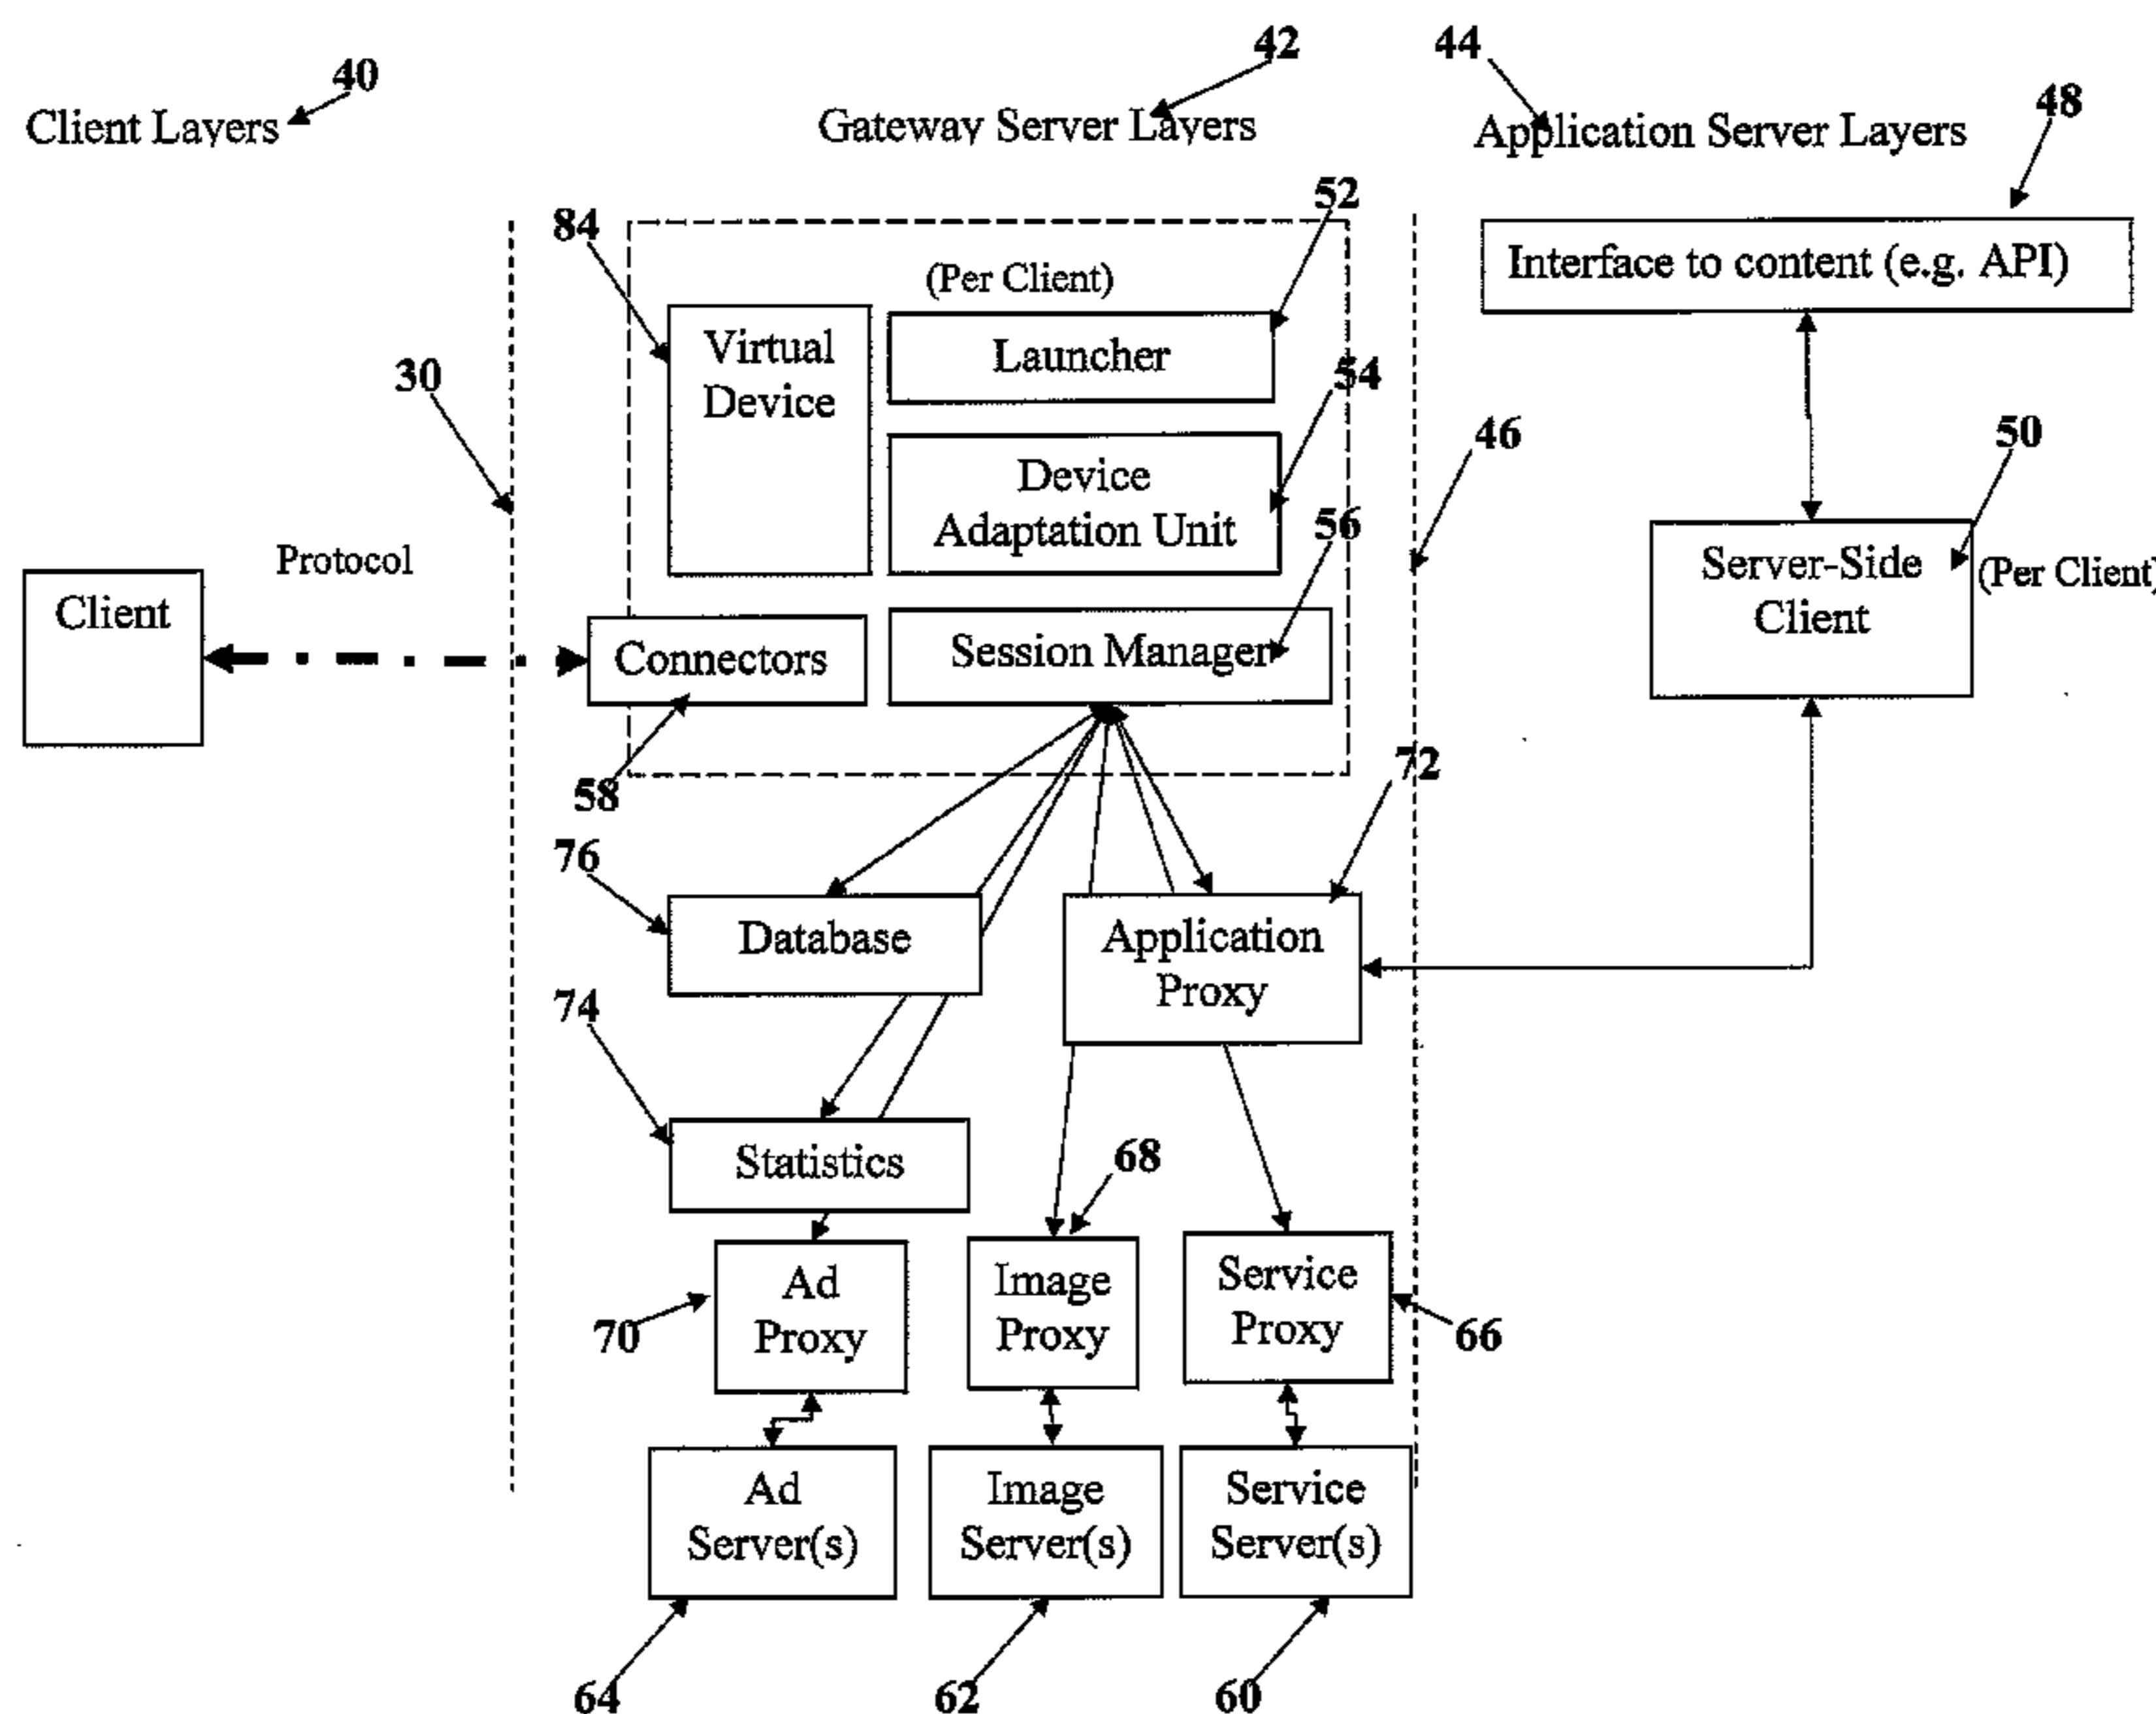 42
44
40
48
Client Layers
Gateway Server Layers
Application Server Layers
52
84
(Per Client)
Interface to content (e.g. API)
Virtual
Device
Launcher
30
54
46
50
Device
Adaptation Unit
56
Protocol
Server-Side
Client
(Per Client)
Client
Connectors
Session Manager
58
72
76
Database
Application
Proxy
74
Statistics
68
Ad
Proxy
Image
Proxy
Service
Proxy
70
66
Ad
Server(s)
Image
Server(s)
Service
Server(s)
64
62
60